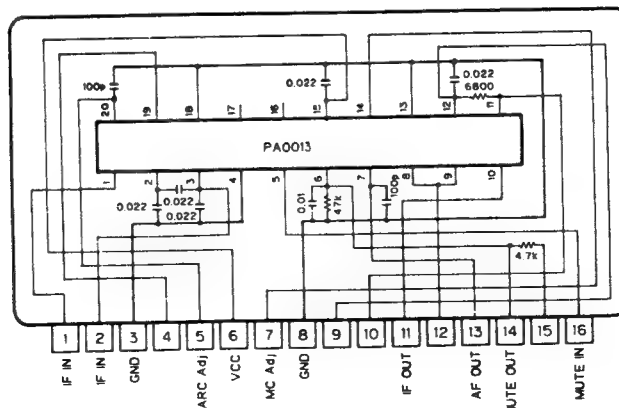 100p
0.022
0.022
6800
20
19
18
17
16
15
14
13
12
11
PA0013
1
2
3
4
5
6
7
8
9
10
0.022
0.022
0.022
0.01
4.7k
100p
4.7k
1
2
3
4
5
6
7
8
9
10
11
12
13
14
15
16
IF IN
IF IN
GND
ARC Adj
VCC
MC Adj
GND
IF OUT
AF OUT
MUTE OUT
MUTE IN